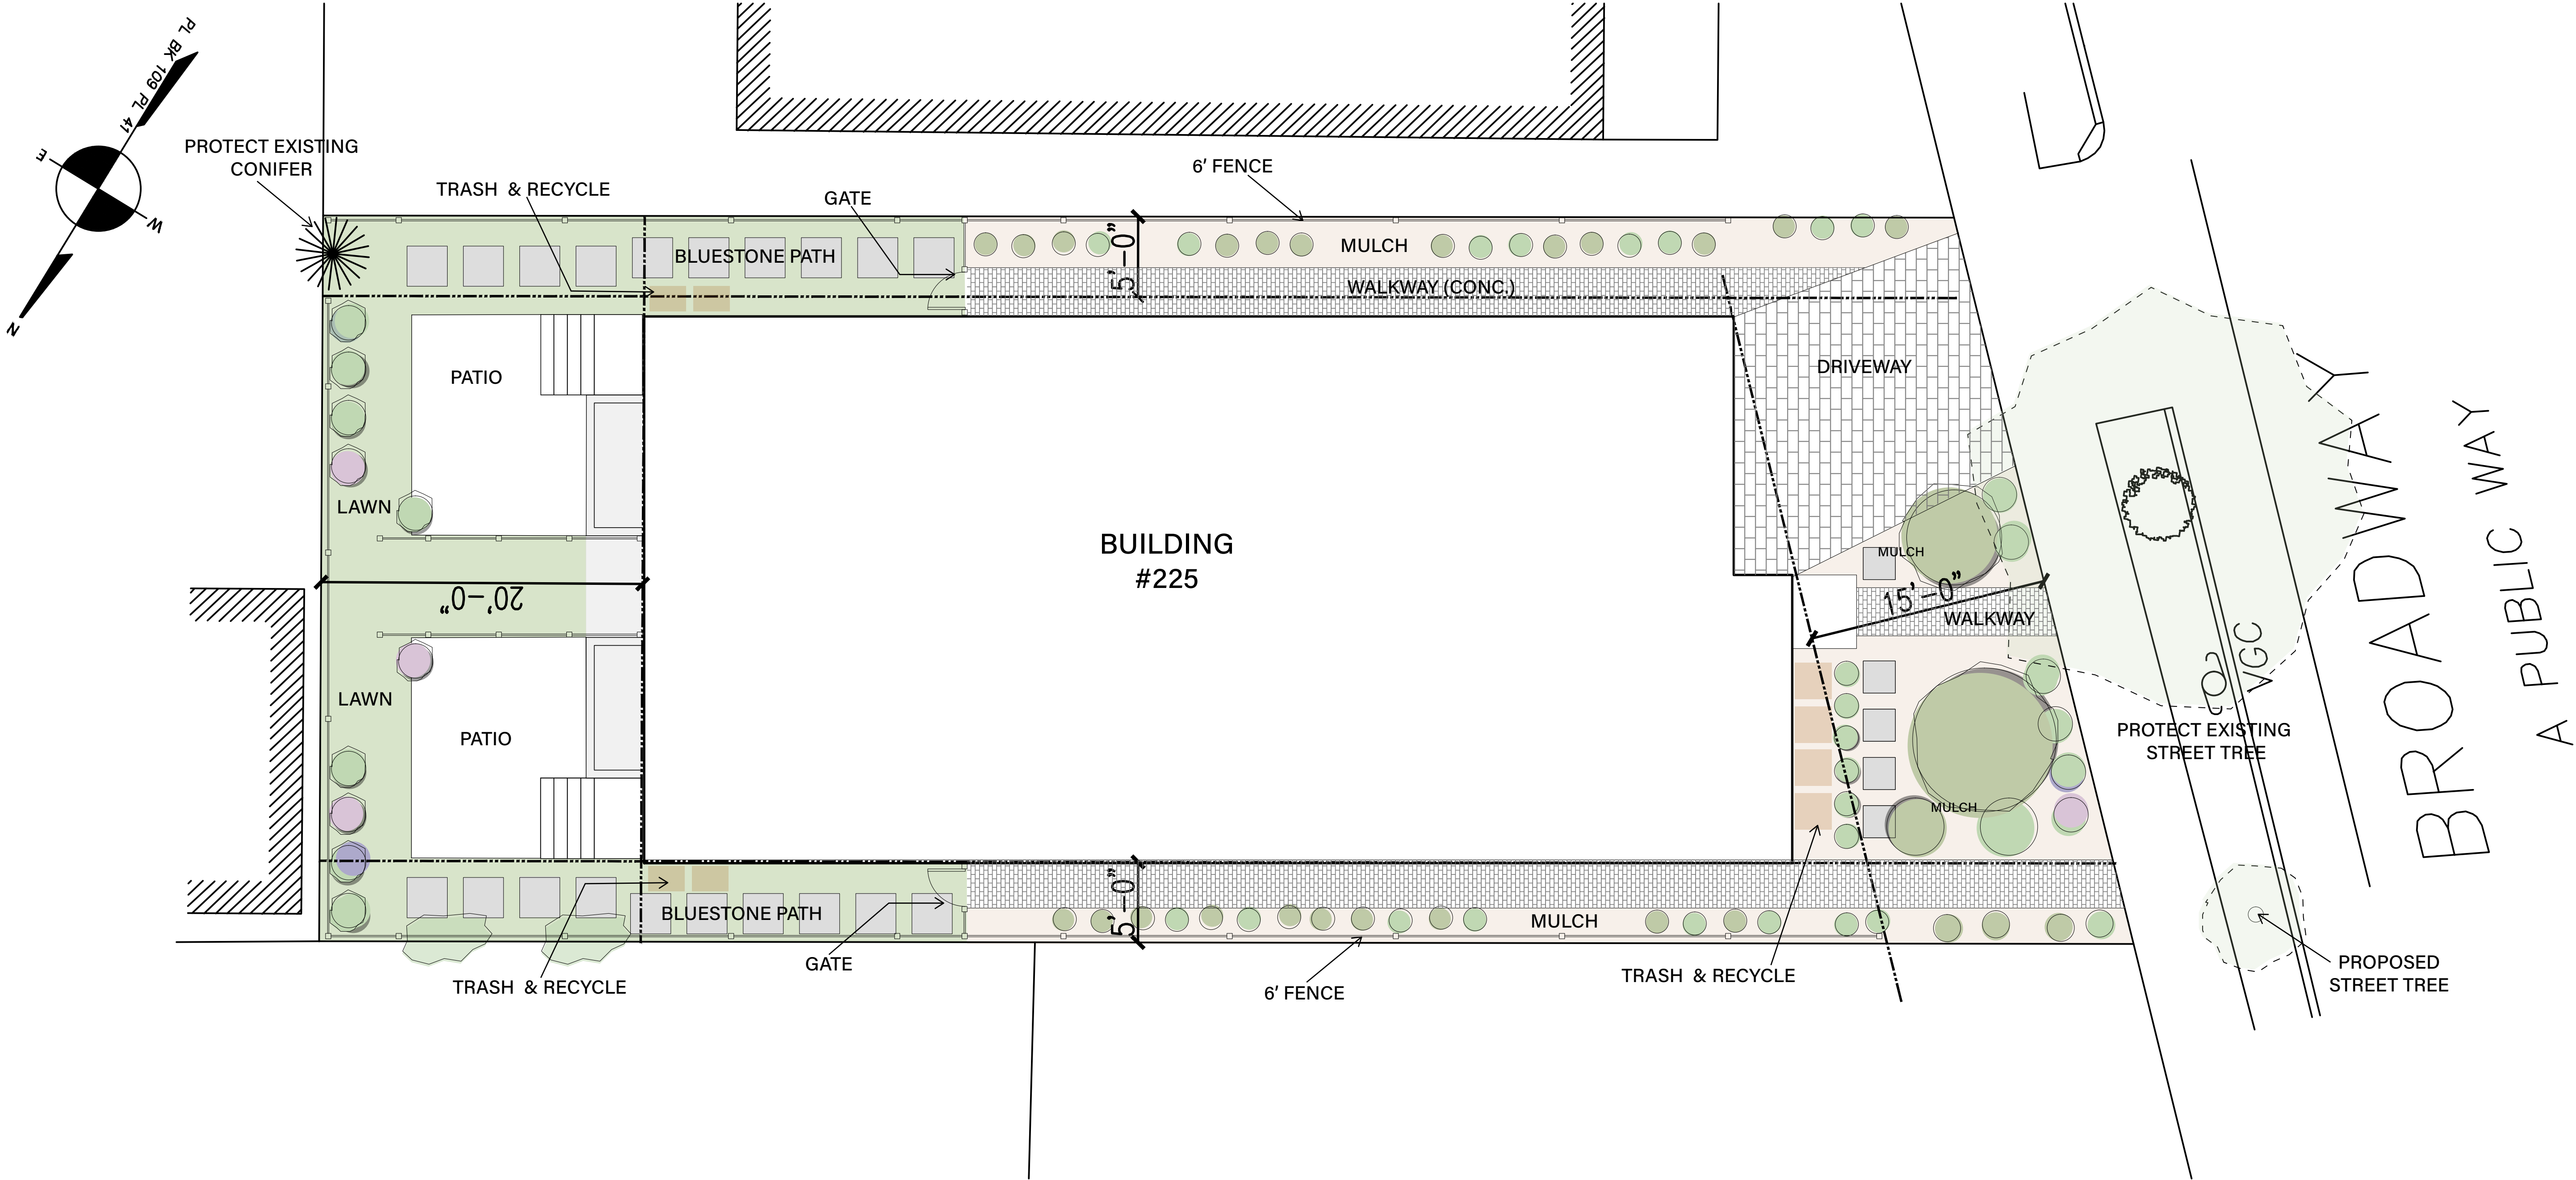 PL BK 109 PL 41
E
W
N
PROTECT EXISTING
CONIFER
TRASH & RECYCLE
GATE
6' FENCE
BLUESTONE PATH
5'-0"
MULCH
WALKWAY (CONC.)
DRIVEWAY
PATIO
LAWN
BUILDING
#225
20'-0"
MULCH
15'-0"
WALKWAY
LAWN
PATIO
MULCH
VGC
PROTECT EXISTING
STREET TREE
BROADWAY
A PUBLIC WAY
BLUESTONE PATH
5'-0"
MULCH
TRASH & RECYCLE
GATE
6' FENCE
TRASH & RECYCLE
PROPOSED
STREET TREE